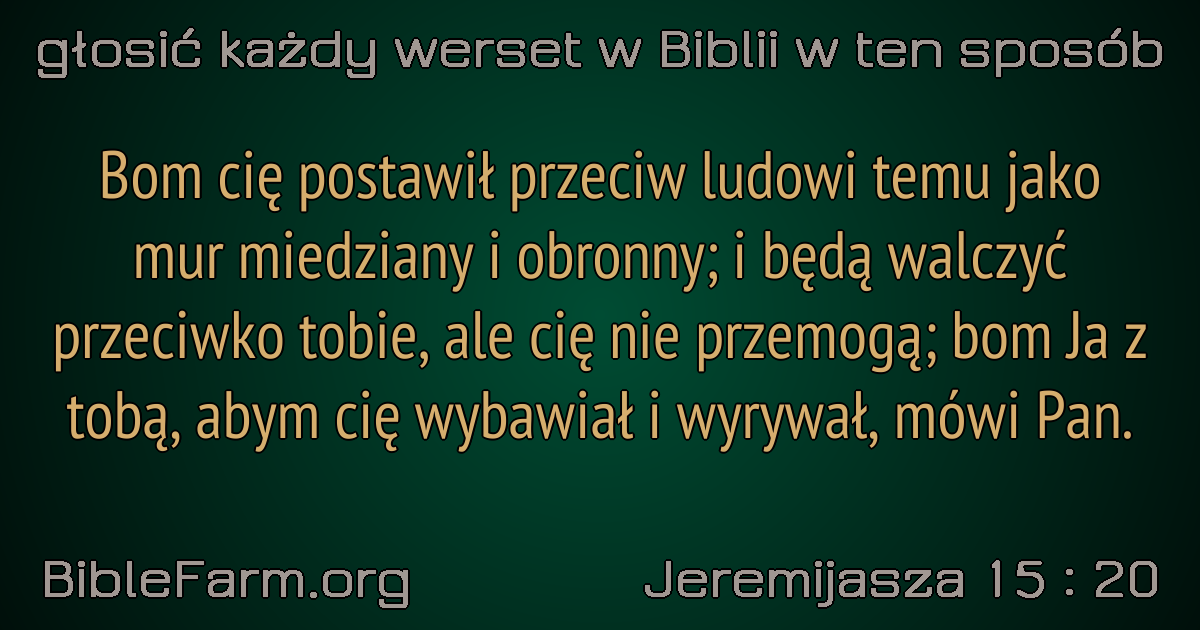 głosić każdy werset w Biblii w ten sposób
Bom cię postawił przeciw ludowi temu jako
mur miedziany i obronny; i będą walczyć
przeciwko tobie, ale cię nie przemogą; bom Ja z
tobą, abym cię wybawiał i wyrywał, mówi Pan.
BibleFarm.org
Jeremijasza 15 : 20